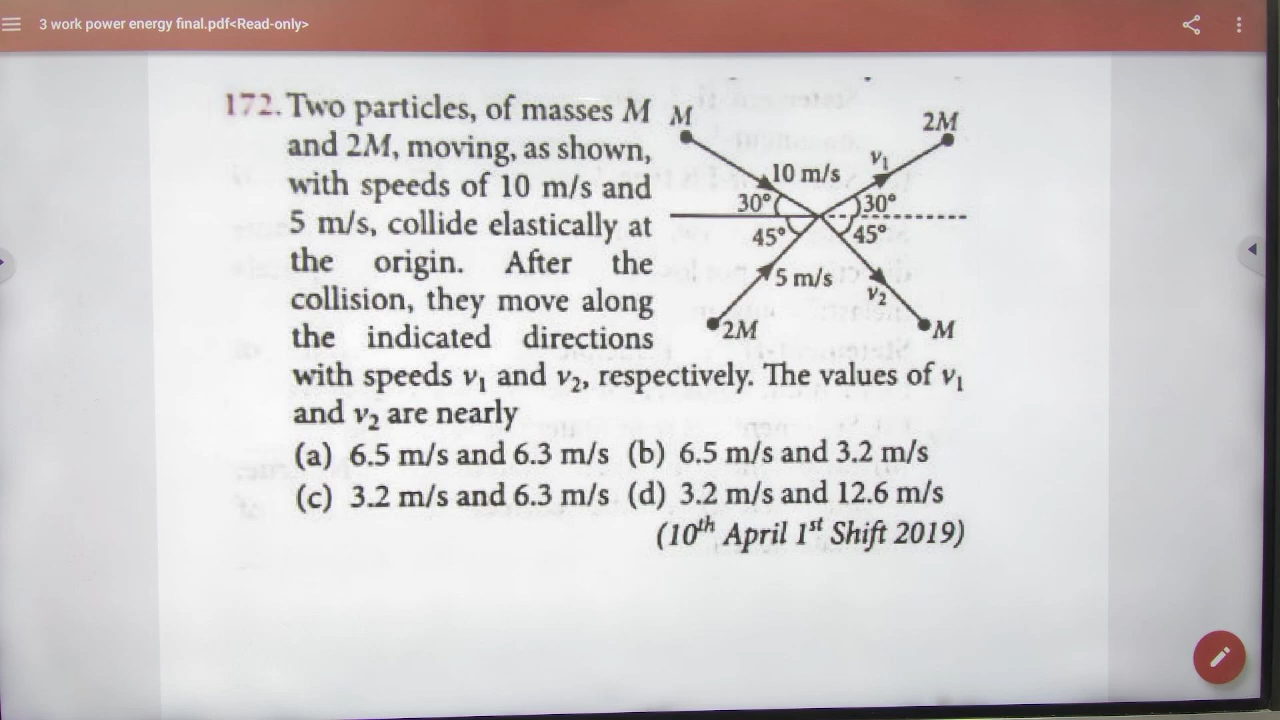 3 work power energy final.pdf<Read-only>
172. Two particles, of masses M
and 2M, moving, as shown,
with speeds of 10 m/s and
5 m/s, collide elastically at
the origin. After the
collision, they move along
the indicated directions
with speeds v₁ and v₂, respectively. The values of v₁
and v₂ are nearly
M
2M
10 m/s
v₁
30°
30°
45°
45°
5 m/s
v₂
2M
M
(a) 6.5 m/s and 6.3 m/s (b) 6.5 m/s and 3.2 m/s
(c) 3.2 m/s and 6.3 m/s (d) 3.2 m/s and 12.6 m/s
(10th April 1st Shift 2019)